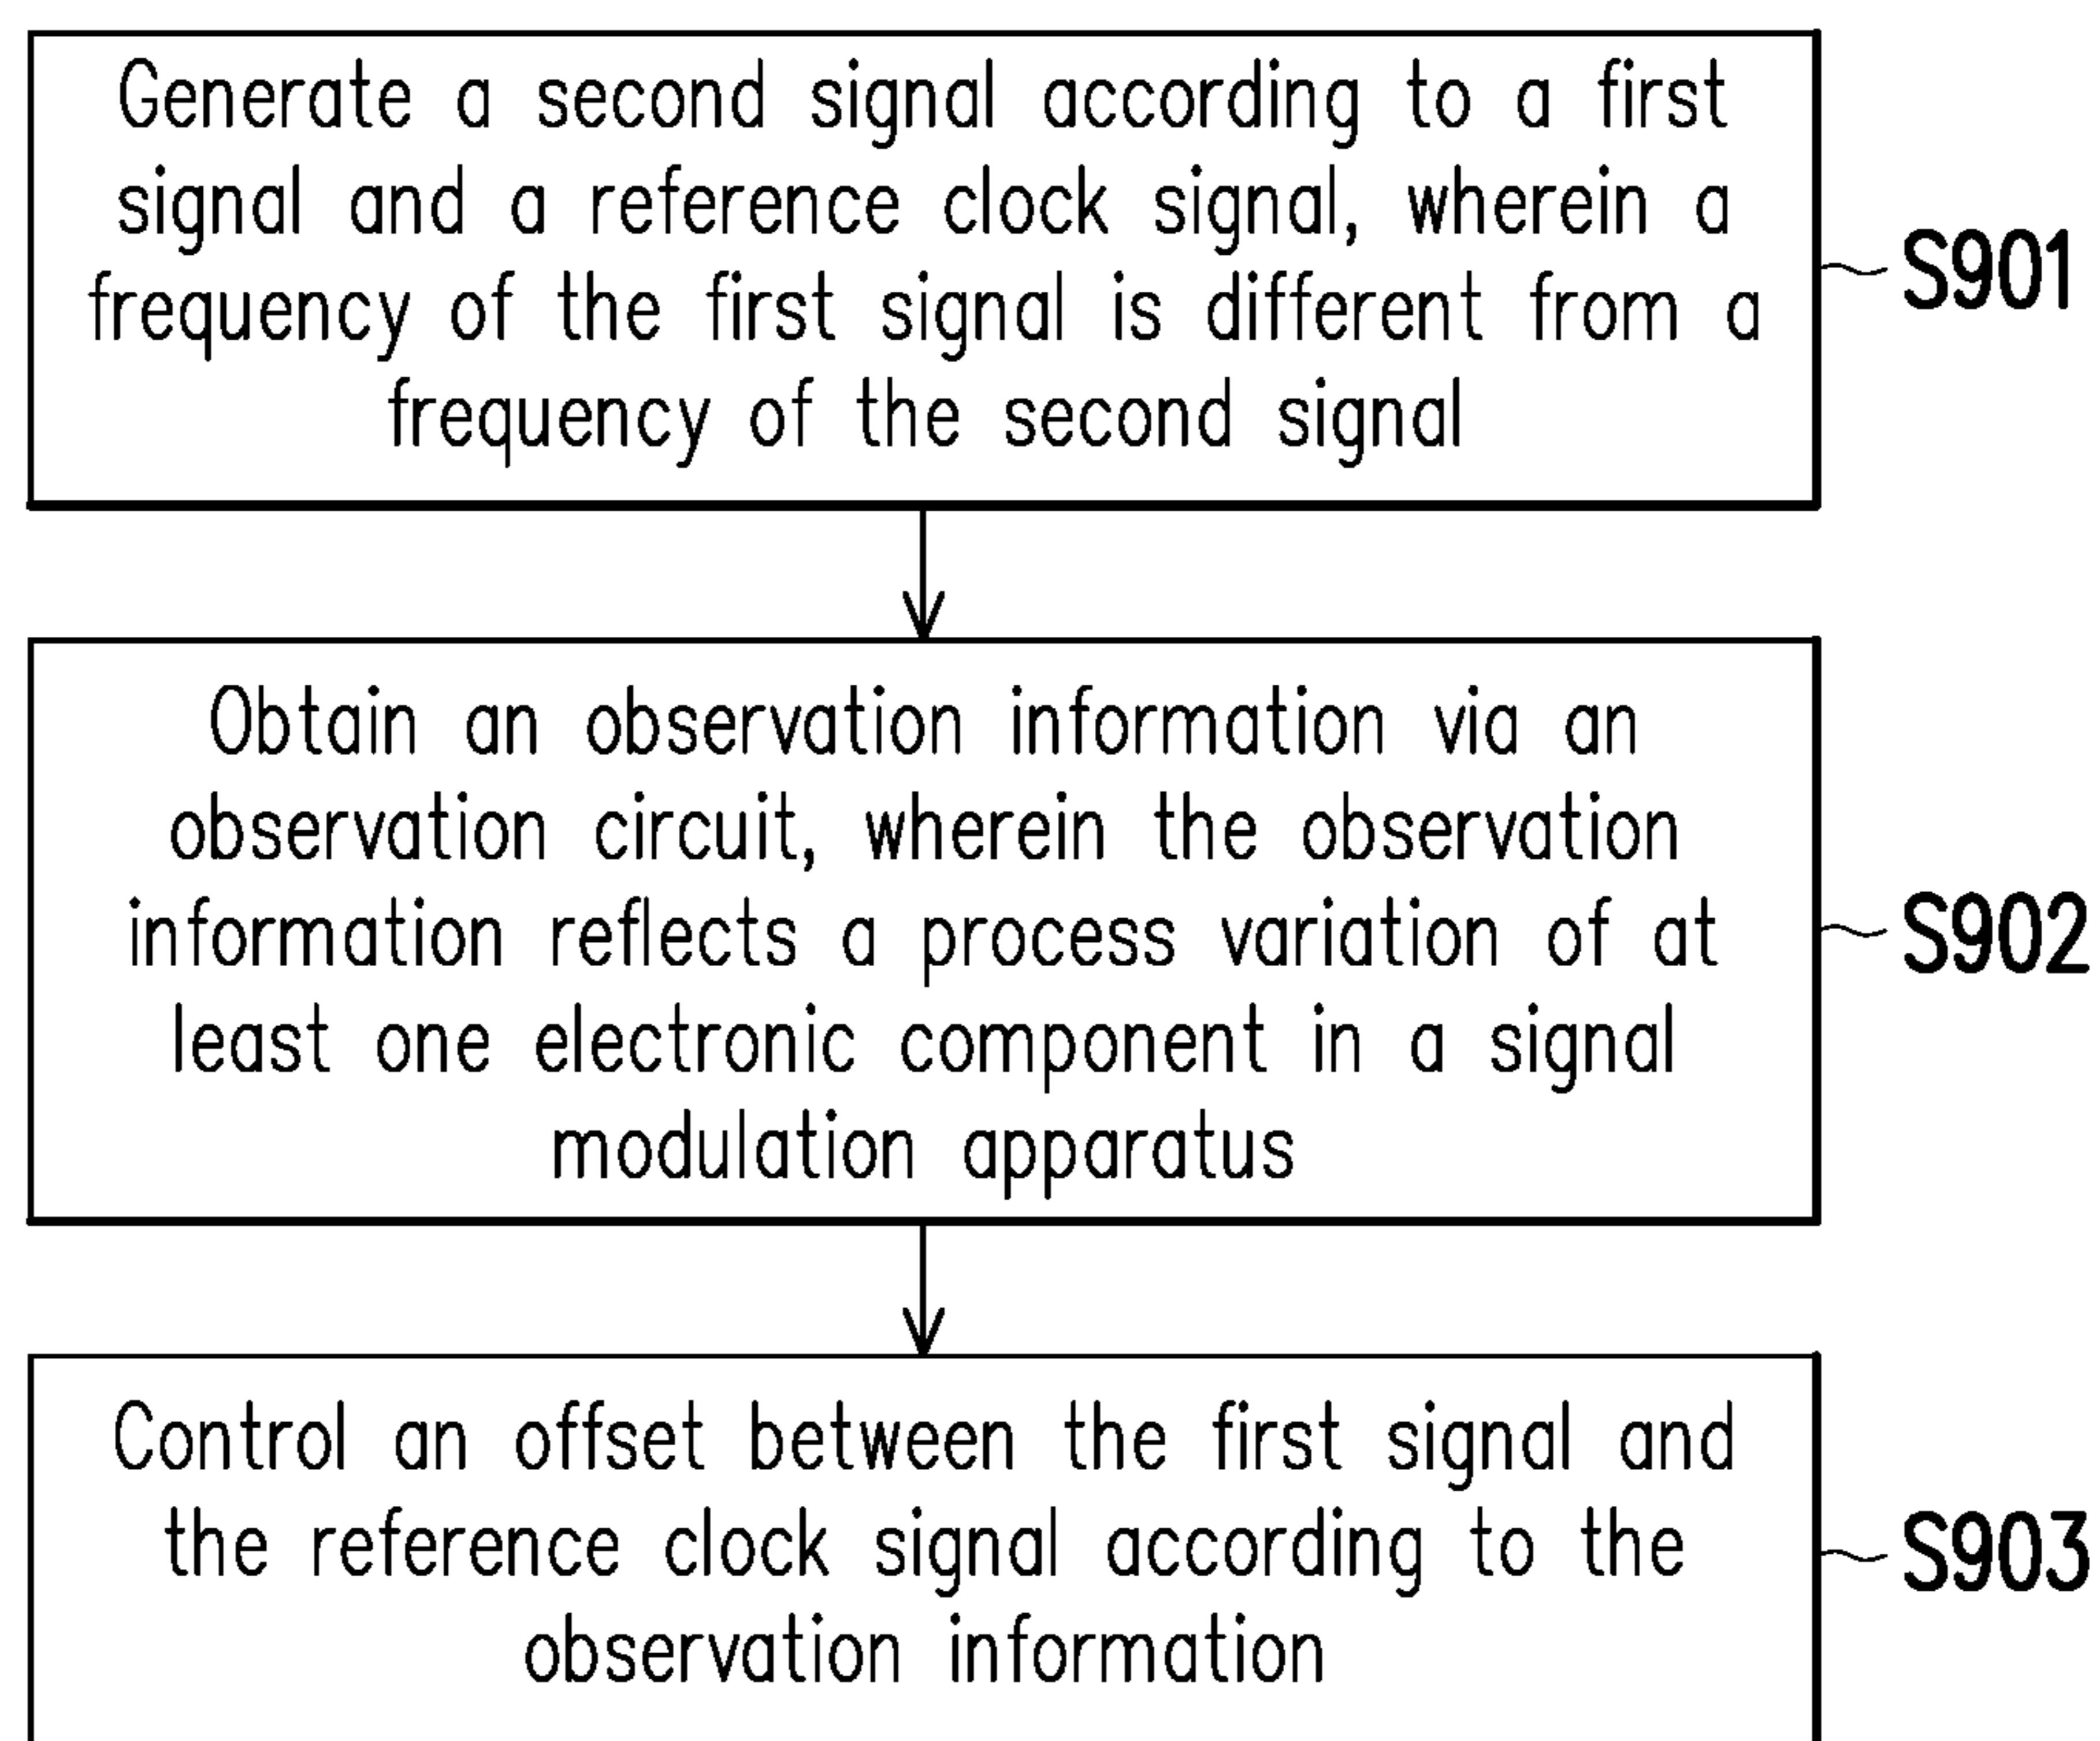 Generate a second signal according to a first
signal and a reference clock signal, wherein a
frequency of the first signal is different from a
frequency of the second signal
S901
Obtain an observation information via an
observation circuit, wherein the observation
information reflects a process variation of at
least one electronic component in a signal
modulation apparatus
S902
Control an offset between the first signal and
the reference clock signal according to the
observation information
S903